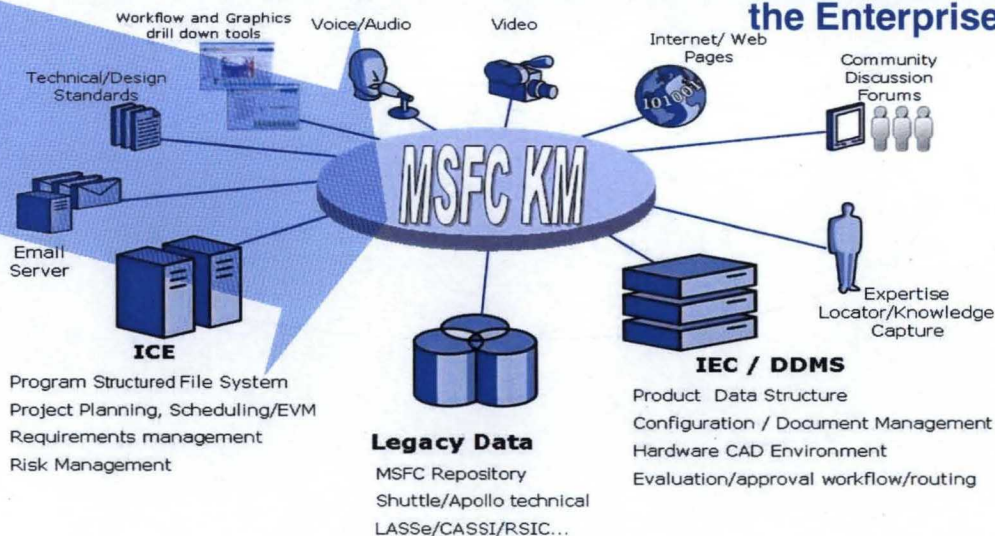 the Enterprise
Workflow and Graphics
drill down tools
Voice/Audio
Video
Internet/ Web
Pages
Community
Discussion
Forums
Technical/Design
Standards
101001
MSFC KM
Email
Server
Expertise
Locator/Knowledge
Capture
ICE
Program Structured File System
Project Planning, Scheduling/EVM
Requirements management
Risk Management
Legacy Data
MSFC Repository
Shuttle/Apollo technical
LASSe/CASSI/RSIC...
IEC / DDMS
Product Data Structure
Configuration / Document Management
Hardware CAD Environment
Evaluation/approval workflow/routing